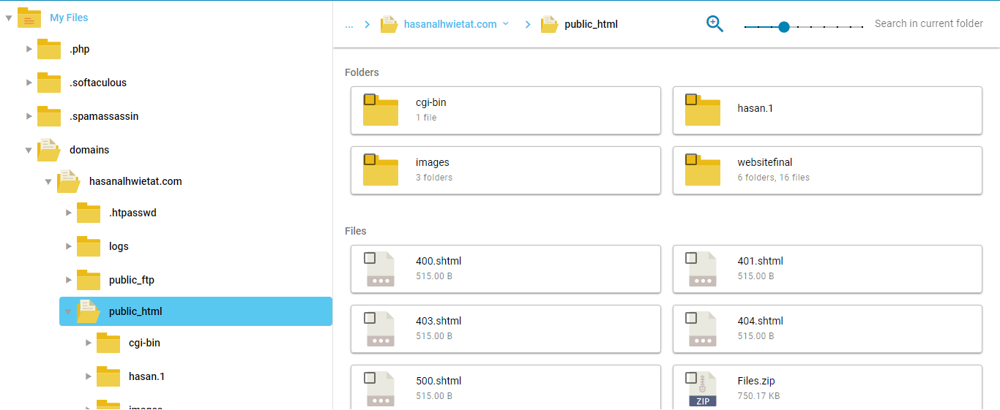 My Files
.php
.softaculous
.spamassassin
domains
hasanalhwietat.com
.htpasswd
logs
public_ftp
public_html
cgi-bin
hasan.1
images
... hasanalhwietat.com public_html
Search in current folder
Folders
cgi-bin
1 file
hasan.1
images
3 folders
websitefinal
6 folders, 16 files
Files
400.shtml
515.00 B
401.shtml
515.00 B
403.shtml
515.00 B
404.shtml
515.00 B
500.shtml
515.00 B
ZIP
Files.zip
750.17 KB